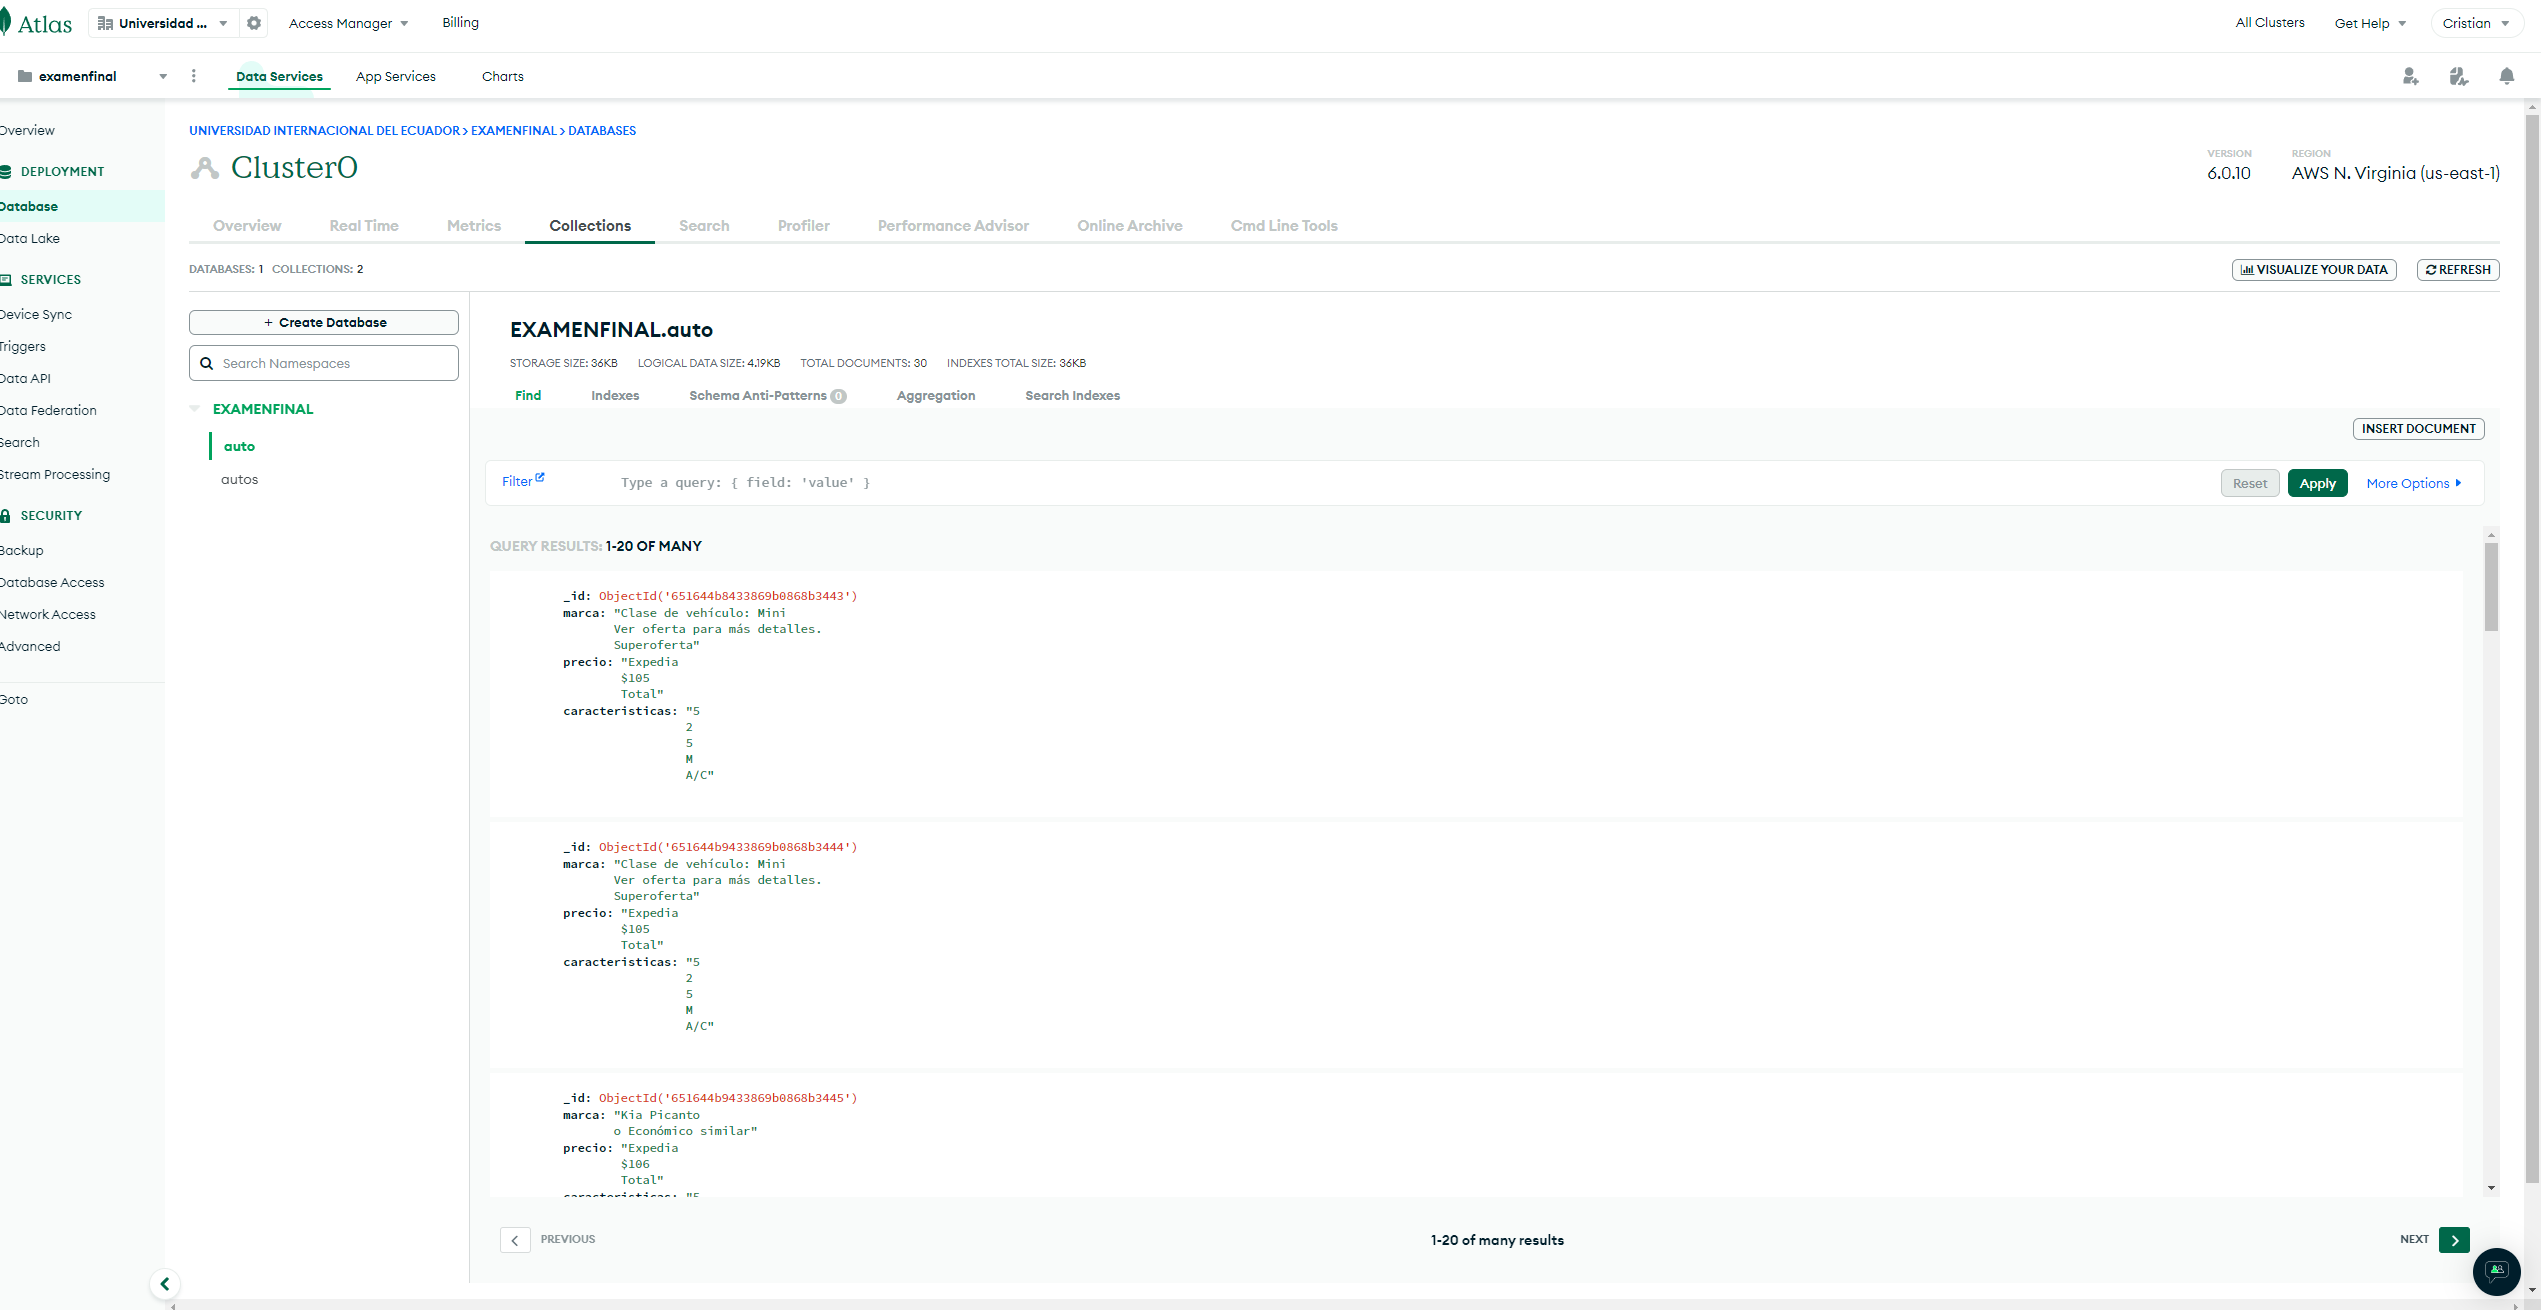 Atlas
Universidad ...
Access Manager
Billing
All Clusters
Get Help
Cristian
examenfinal
Data Services
App Services
Charts
Overview
DEPLOYMENT
Database
Data Lake
SERVICES
Device Sync
Triggers
Data API
Data Federation
Search
Stream Processing
SECURITY
Backup
Database Access
Network Access
Advanced
Goto
UNIVERSIDAD INTERNACIONAL DEL ECUADOR > EXAMENFINAL > DATABASES
Cluster0
VERSION
6.0.10
REGION
AWS N. Virginia (us-east-1)
Overview
Real Time
Metrics
Collections
Search
Profiler
Performance Advisor
Online Archive
Cmd Line Tools
DATABASES: 1 COLLECTIONS: 2
VISUALIZE YOUR DATA
REFRESH
+ Create Database
Search Namespaces
EXAMENFINAL
auto
autos
EXAMENFINAL.auto
STORAGE SIZE: 36KB LOGICAL DATA SIZE: 4.19KB TOTAL DOCUMENTS: 30 INDEXES TOTAL SIZE: 36KB
Find
Indexes
Schema Anti-Patterns 0
Aggregation
Search Indexes
INSERT DOCUMENT
Filter
Type a query: { field: 'value' }
Reset
Apply
More Options
QUERY RESULTS: 1-20 OF MANY
_id: ObjectId('651644b8433869b0868b3443')
marca: "Clase de vehículo: Mini
Ver oferta para más detalles.
Superoferta"
precio: "Expedia
$105
Total"
caracteristicas: "5
2
5
M
A/C"
_id: ObjectId('651644b9433869b0868b3444')
marca: "Clase de vehículo: Mini
Ver oferta para más detalles.
Superoferta"
precio: "Expedia
$105
Total"
caracteristicas: "5
2
5
M
A/C"
_id: ObjectId('651644b9433869b0868b3445')
marca: "Kia Picanto
o Económico similar"
precio: "Expedia
$106
Total"
caracteristicas: "5
PREVIOUS
1-20 of many results
NEXT